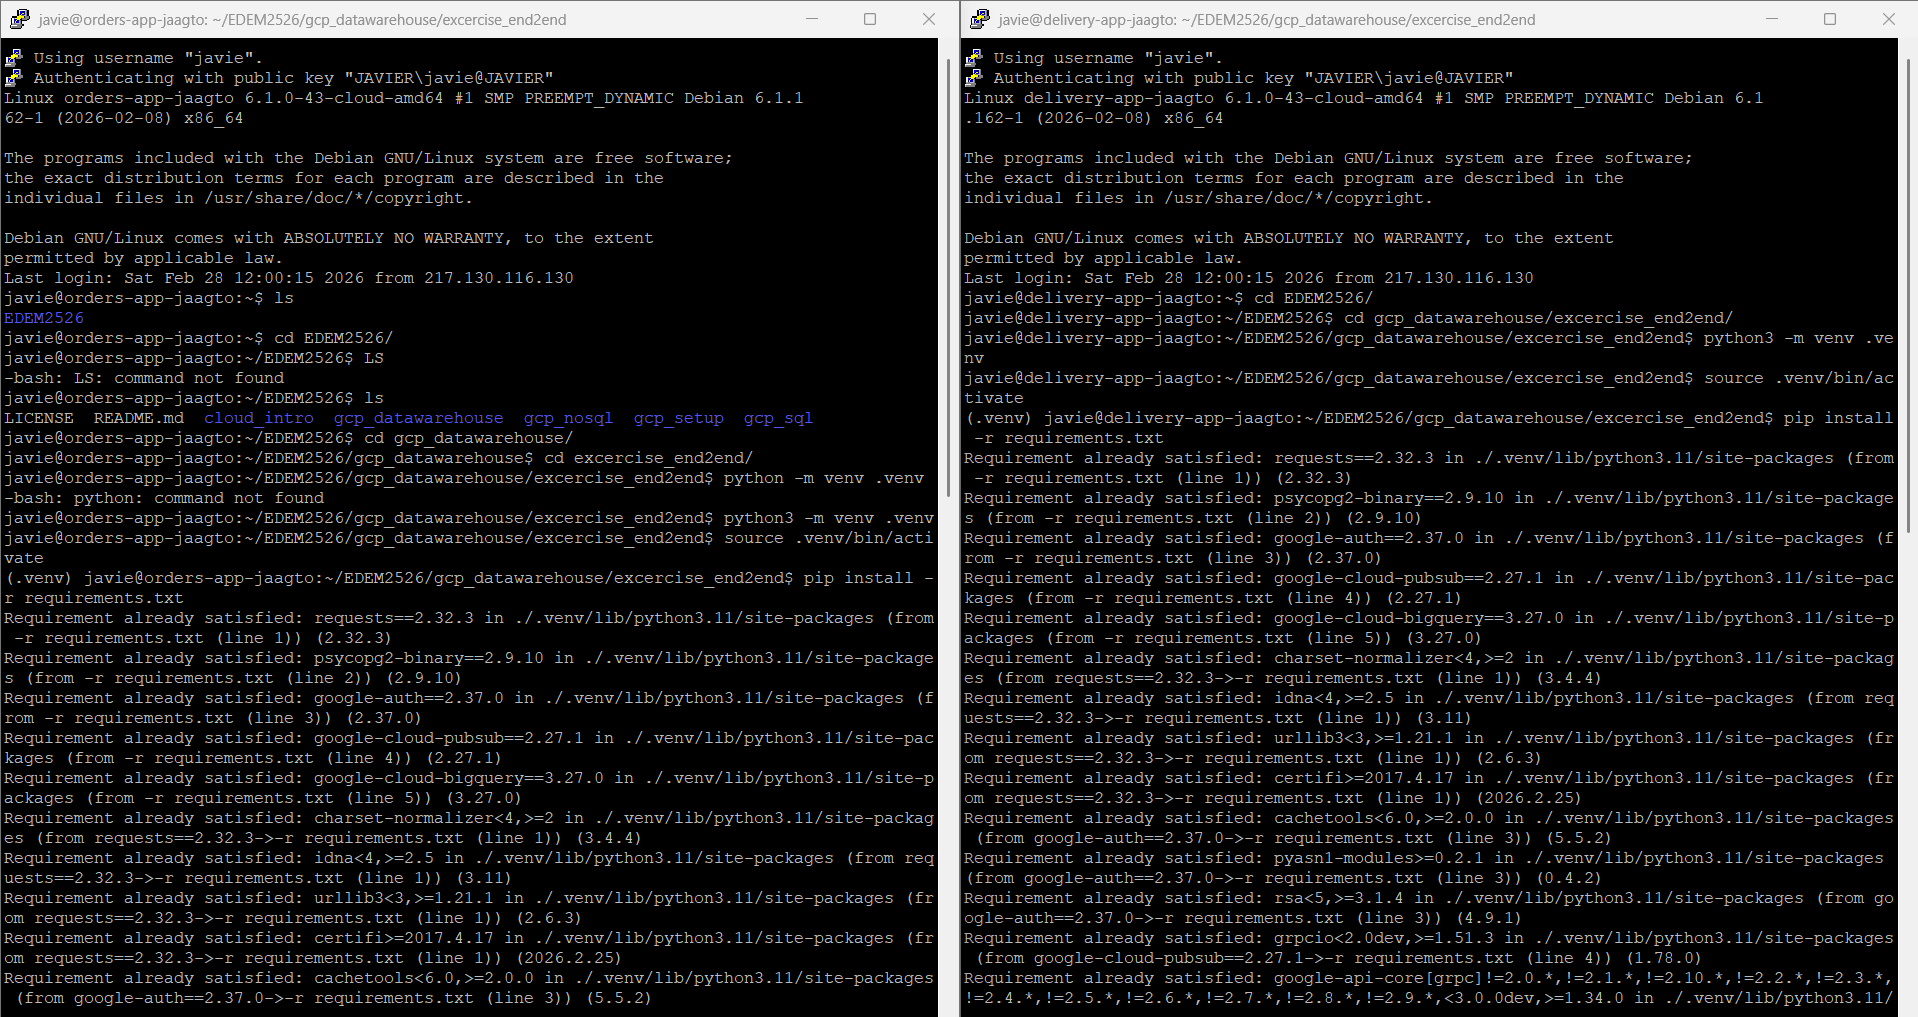 javie@orders-app-jaagto: ~/EDEM2526/gcp_datawarehouse/excercise_end2end
Using username "javie".
Authenticating with public key "JAVIER\javie@JAVIER"
Linux orders-app-jaagto 6.1.0-43-cloud-amd64 #1 SMP PREEMPT_DYNAMIC Debian 6.1.1
62-1 (2026-02-08) x86_64
The programs included with the Debian GNU/Linux system are free software;
the exact distribution terms for each program are described in the
individual files in /usr/share/doc/*/copyright.
Debian GNU/Linux comes with ABSOLUTELY NO WARRANTY, to the extent
permitted by applicable law.
Last login: Sat Feb 28 12:00:15 2026 from 217.130.116.130
javie@orders-app-jaagto:~$ ls
EDEM2526
javie@orders-app-jaagto:~$ cd EDEM2526/
javie@orders-app-jaagto:~/EDEM2526$ LS
-bash: LS: command not found
javie@orders-app-jaagto:~/EDEM2526$ ls
LICENSE  README.md  cloud_intro  gcp_datawarehouse  gcp_nosql  gcp_setup  gcp_sql
javie@orders-app-jaagto:~/EDEM2526$ cd gcp_datawarehouse/
javie@orders-app-jaagto:~/EDEM2526/gcp_datawarehouse$ cd excercise_end2end/
javie@orders-app-jaagto:~/EDEM2526/gcp_datawarehouse/excercise_end2end$ python -m venv .venv
-bash: python: command not found
javie@orders-app-jaagto:~/EDEM2526/gcp_datawarehouse/excercise_end2end$ python3 -m venv .venv
javie@orders-app-jaagto:~/EDEM2526/gcp_datawarehouse/excercise_end2end$ source .venv/bin/acti
vate
(.venv) javie@orders-app-jaagto:~/EDEM2526/gcp_datawarehouse/excercise_end2end$ pip install -
r requirements.txt
Requirement already satisfied: requests==2.32.3 in ./.venv/lib/python3.11/site-packages (from
 -r requirements.txt (line 1)) (2.32.3)
Requirement already satisfied: psycopg2-binary==2.9.10 in ./.venv/lib/python3.11/site-package
s (from -r requirements.txt (line 2)) (2.9.10)
Requirement already satisfied: google-auth==2.37.0 in ./.venv/lib/python3.11/site-packages (f
rom -r requirements.txt (line 3)) (2.37.0)
Requirement already satisfied: google-cloud-pubsub==2.27.1 in ./.venv/lib/python3.11/site-pac
kages (from -r requirements.txt (line 4)) (2.27.1)
Requirement already satisfied: google-cloud-bigquery==3.27.0 in ./.venv/lib/python3.11/site-p
ackages (from -r requirements.txt (line 5)) (3.27.0)
Requirement already satisfied: charset-normalizer<4,>=2 in ./.venv/lib/python3.11/site-packag
es (from requests==2.32.3->-r requirements.txt (line 1)) (3.4.4)
Requirement already satisfied: idna<4,>=2.5 in ./.venv/lib/python3.11/site-packages (from req
uests==2.32.3->-r requirements.txt (line 1)) (3.11)
Requirement already satisfied: urllib3<3,>=1.21.1 in ./.venv/lib/python3.11/site-packages (fr
om requests==2.32.3->-r requirements.txt (line 1)) (2.6.3)
Requirement already satisfied: certifi>=2017.4.17 in ./.venv/lib/python3.11/site-packages (fr
om requests==2.32.3->-r requirements.txt (line 1)) (2026.2.25)
Requirement already satisfied: cachetools<6.0,>=2.0.0 in ./.venv/lib/python3.11/site-packages
 (from google-auth==2.37.0->-r requirements.txt (line 3)) (5.5.2)
javie@delivery-app-jaagto: ~/EDEM2526/gcp_datawarehouse/excercise_end2end
Using username "javie".
Authenticating with public key "JAVIER\javie@JAVIER"
Linux delivery-app-jaagto 6.1.0-43-cloud-amd64 #1 SMP PREEMPT_DYNAMIC Debian 6.1
.162-1 (2026-02-08) x86_64
The programs included with the Debian GNU/Linux system are free software;
the exact distribution terms for each program are described in the
individual files in /usr/share/doc/*/copyright.
Debian GNU/Linux comes with ABSOLUTELY NO WARRANTY, to the extent
permitted by applicable law.
Last login: Sat Feb 28 12:00:15 2026 from 217.130.116.130
javie@delivery-app-jaagto:~$ cd EDEM2526/
javie@delivery-app-jaagto:~/EDEM2526$ cd gcp_datawarehouse/excercise_end2end/
javie@delivery-app-jaagto:~/EDEM2526/gcp_datawarehouse/excercise_end2end$ python3 -m venv .ve
nv
javie@delivery-app-jaagto:~/EDEM2526/gcp_datawarehouse/excercise_end2end$ source .venv/bin/ac
tivate
(.venv) javie@delivery-app-jaagto:~/EDEM2526/gcp_datawarehouse/excercise_end2end$ pip install
 -r requirements.txt
Requirement already satisfied: requests==2.32.3 in ./.venv/lib/python3.11/site-packages (from
 -r requirements.txt (line 1)) (2.32.3)
Requirement already satisfied: psycopg2-binary==2.9.10 in ./.venv/lib/python3.11/site-package
s (from -r requirements.txt (line 2)) (2.9.10)
Requirement already satisfied: google-auth==2.37.0 in ./.venv/lib/python3.11/site-packages (f
rom -r requirements.txt (line 3)) (2.37.0)
Requirement already satisfied: google-cloud-pubsub==2.27.1 in ./.venv/lib/python3.11/site-pac
kages (from -r requirements.txt (line 4)) (2.27.1)
Requirement already satisfied: google-cloud-bigquery==3.27.0 in ./.venv/lib/python3.11/site-p
ackages (from -r requirements.txt (line 5)) (3.27.0)
Requirement already satisfied: charset-normalizer<4,>=2 in ./.venv/lib/python3.11/site-packag
es (from requests==2.32.3->-r requirements.txt (line 1)) (3.4.4)
Requirement already satisfied: idna<4,>=2.5 in ./.venv/lib/python3.11/site-packages (from req
uests==2.32.3->-r requirements.txt (line 1)) (3.11)
Requirement already satisfied: urllib3<3,>=1.21.1 in ./.venv/lib/python3.11/site-packages (fr
om requests==2.32.3->-r requirements.txt (line 1)) (2.6.3)
Requirement already satisfied: certifi>=2017.4.17 in ./.venv/lib/python3.11/site-packages (fr
om requests==2.32.3->-r requirements.txt (line 1)) (2026.2.25)
Requirement already satisfied: cachetools<6.0,>=2.0.0 in ./.venv/lib/python3.11/site-packages
 (from google-auth==2.37.0->-r requirements.txt (line 3)) (5.5.2)
Requirement already satisfied: pyasn1-modules>=0.2.1 in ./.venv/lib/python3.11/site-packages
(from google-auth==2.37.0->-r requirements.txt (line 3)) (0.4.2)
Requirement already satisfied: rsa<5,>=3.1.4 in ./.venv/lib/python3.11/site-packages (from go
ogle-auth==2.37.0->-r requirements.txt (line 3)) (4.9.1)
Requirement already satisfied: grpcio<2.0dev,>=1.51.3 in ./.venv/lib/python3.11/site-packages
 (from google-cloud-pubsub==2.27.1->-r requirements.txt (line 4)) (1.78.0)
Requirement already satisfied: google-api-core[grpc]!=2.0.*,!=2.1.*,!=2.10.*,!=2.2.*,!=2.3.*,
!=2.4.*,!=2.5.*,!=2.6.*,!=2.7.*,!=2.8.*,!=2.9.*,<3.0.0dev,>=1.34.0 in ./.venv/lib/python3.11/